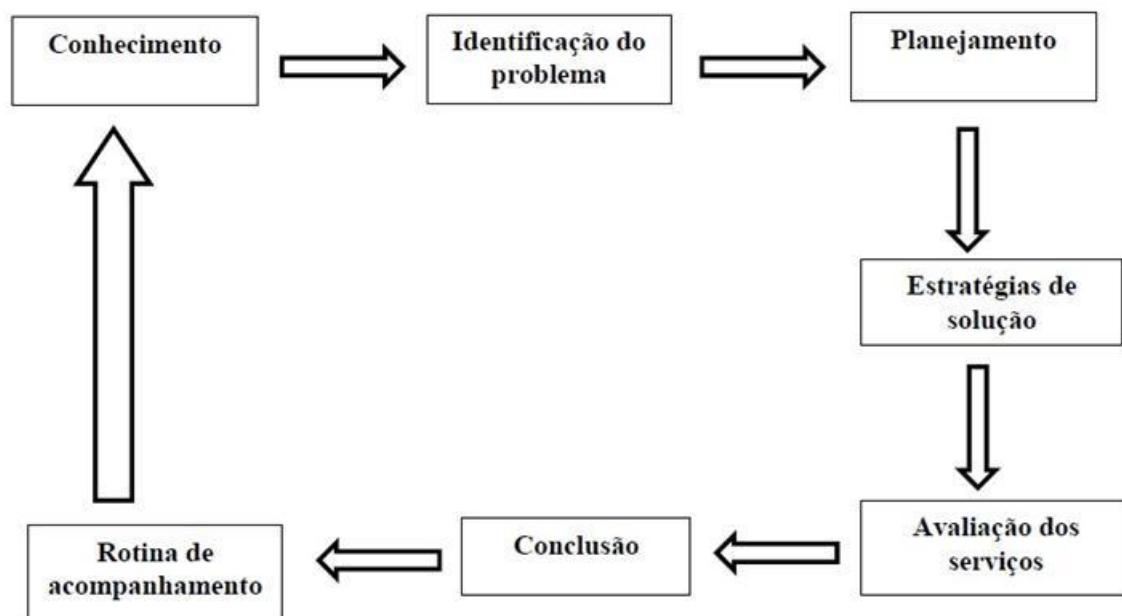 Conhecimento
Identificação do
problema
Planejamento
Estratégias de
solução
Avaliação dos
serviços
Conclusão
Rotina de
acompanhamento